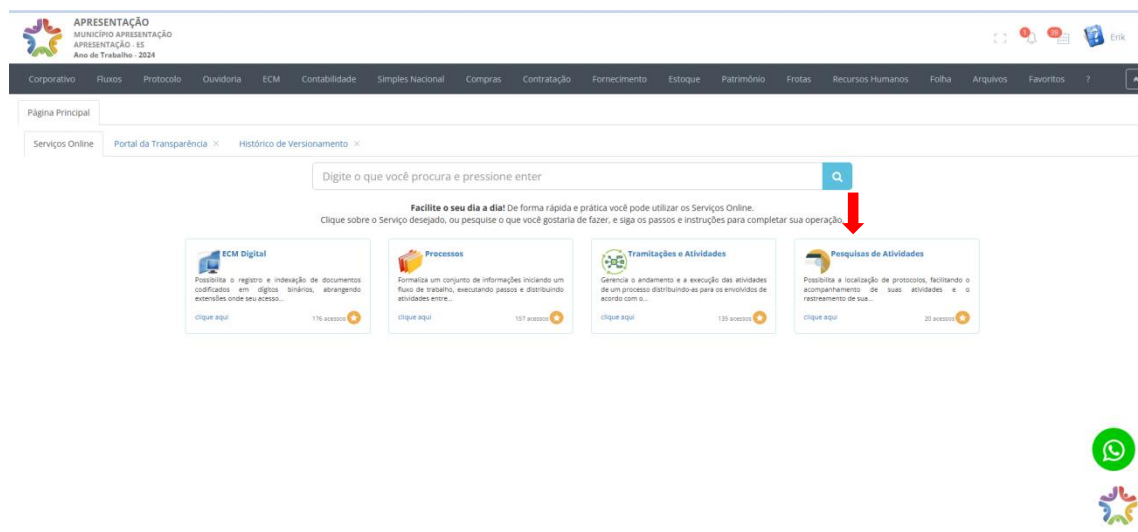 APRESENTAÇÃO
MUNICÍPIO APRESENTAÇÃO
APRESENTAÇÃO - ES
Ano de Trabalho - 2024
1
39
Erik
Corporativo Fluxos Protocolo Ouvidoria ECM Contabilidade Simples Nacional Compras Contratação Fornecimento Estoque Patrimônio Frotas Recursos Humanos Folha Arquivos Favoritos ?
Página Principal
Serviços Online Portal da Transparência × Histórico de Versionamento ×
Digite o que você procura e pressione enter
Facilite o seu dia a dia! De forma rápida e prática você pode utilizar os Serviços Online.
Clique sobre o Serviço desejado, ou pesquise o que você gostaria de fazer, e siga os passos e instruções para completar sua operação.
ECM Digital
Possibilita o registro e indexação de documentos
codificados em dígitos binários, abrangendo
extensões onde seu acesso...
clique aqui 176 acessos
Processos
Formaliza um conjunto de informações iniciando um
fluxo de trabalho, executando passos e distribuindo
atividades entre...
clique aqui 157 acessos
Tramitações e Atividades
Gerencia o andamento e a execução das atividades
de um processo distribuindo-as para os envolvidos de
acordo com o...
clique aqui 139 acessos
Pesquisas de Atividades
Possibilita a localização de protocolos, facilitando o
acompanhamento de suas atividades e o
rastreamento de sua...
clique aqui 20 acessos